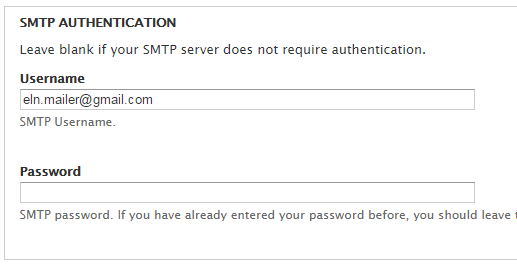 SMTP AUTHENTICATION
Leave blank if your SMTP server does not require authentication.
Username
eln.mailer@gmail.com
SMTP Username.
Password
SMTP password. If you have already entered your password before, you should leave